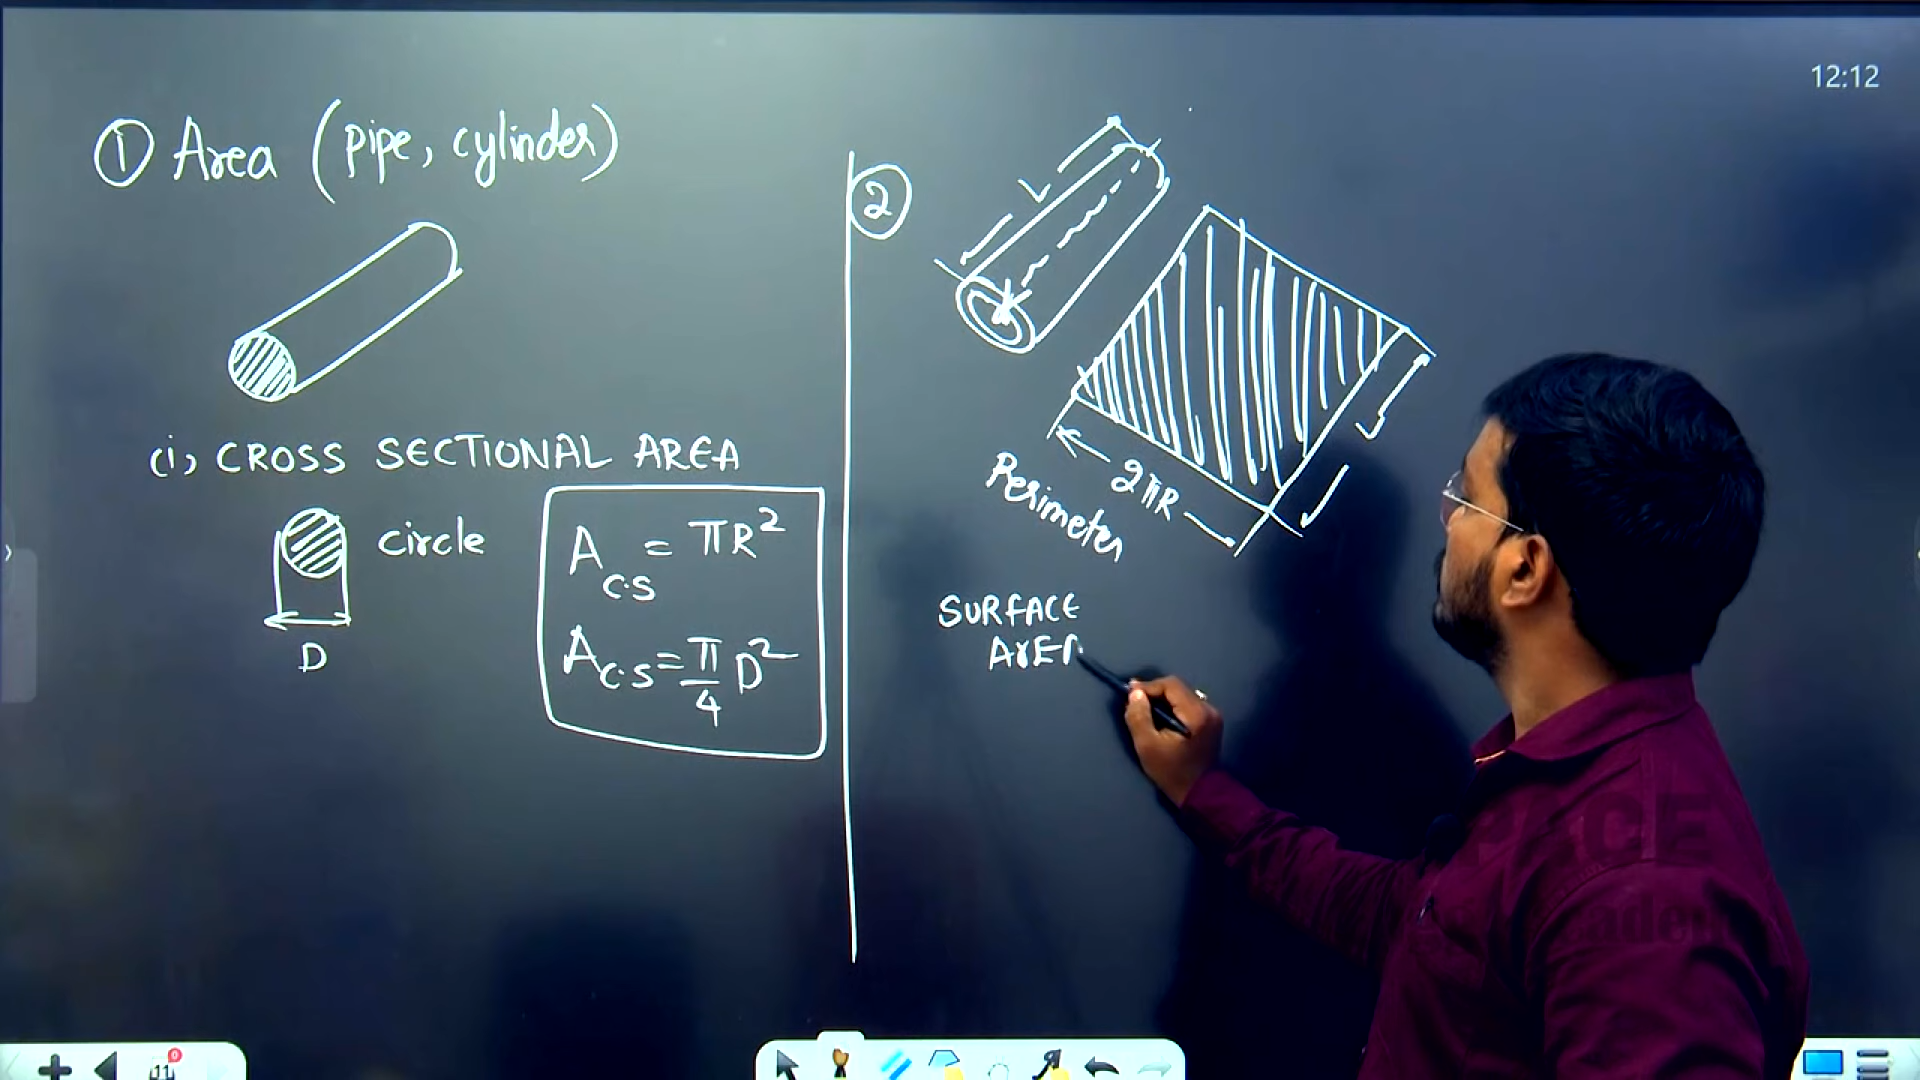 12:12
① Area (pipe, cylinder)
(i) CROSS SECTIONAL AREA
circle
D
A c.s = πR²
A c.s = π/4 D²
②
L
L
2πR
Perimeter
SURFACE
AREA